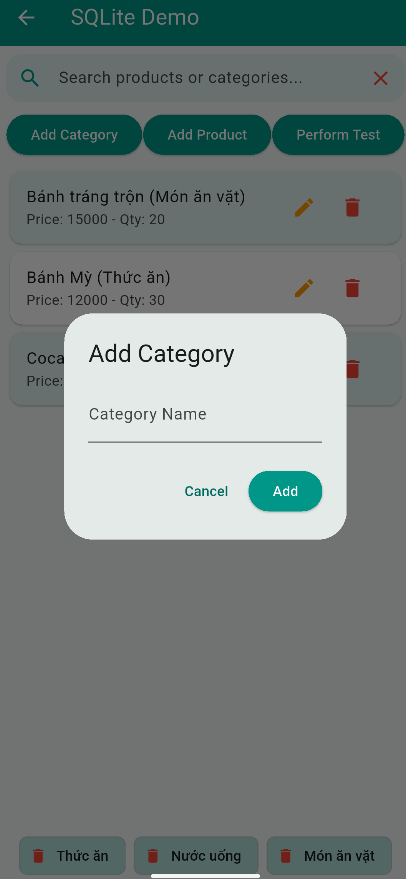 SQLite Demo
Search products or categories...
Add Category Add Product Perform Test
Bánh tráng trộn (Món ăn vặt)
Price: 15000 - Qty: 20
Bánh Mỳ (Thức ăn)
Price: 12000 - Qty: 30
Coca
Price:
Add Category
Category Name
Cancel Add
Thức ăn Nước uống Món ăn vặt